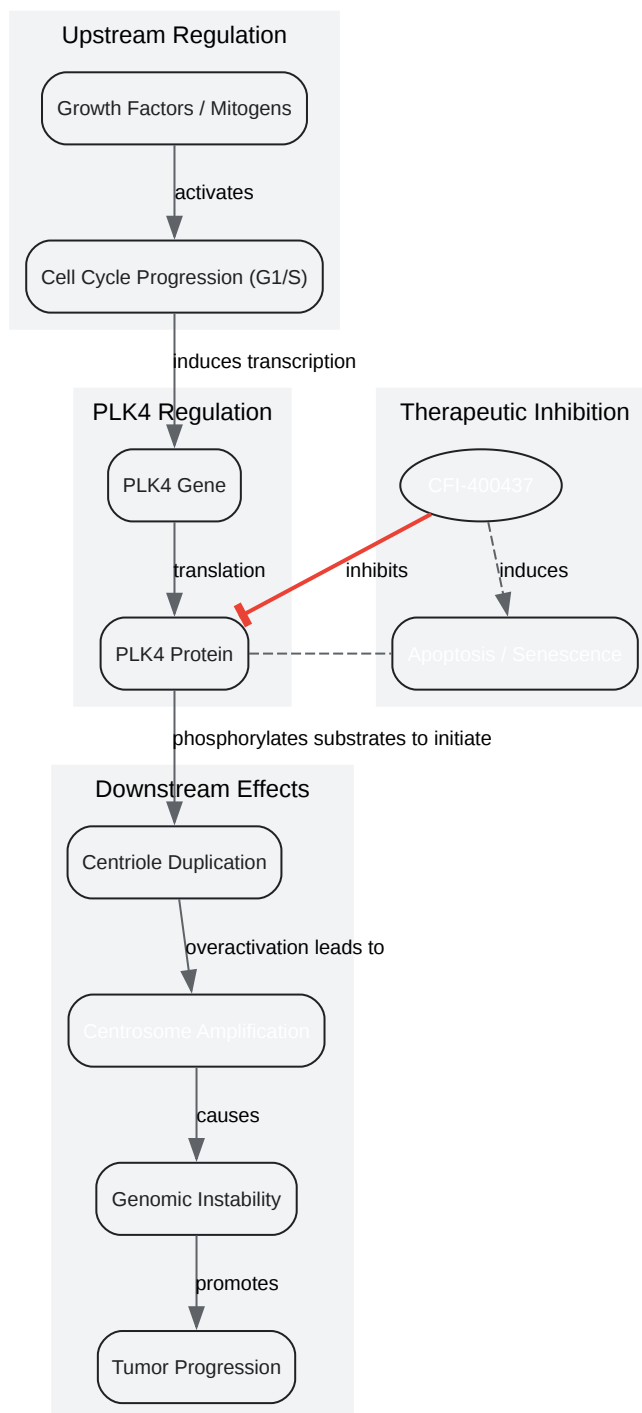 Upstream Regulation
Growth Factors / Mitogens
activates
Cell Cycle Progression (G1/S)
induces transcription
PLK4 Regulation
Therapeutic Inhibition
PLK4 Gene
CFI-400437
translation
inhibits
induces
PLK4 Protein
Apoptosis / Senescence
phosphorylates substrates to initiate
Downstream Effects
Centriole Duplication
overactivation leads to
Centrosome Amplification
causes
Genomic Instability
promotes
Tumor Progression